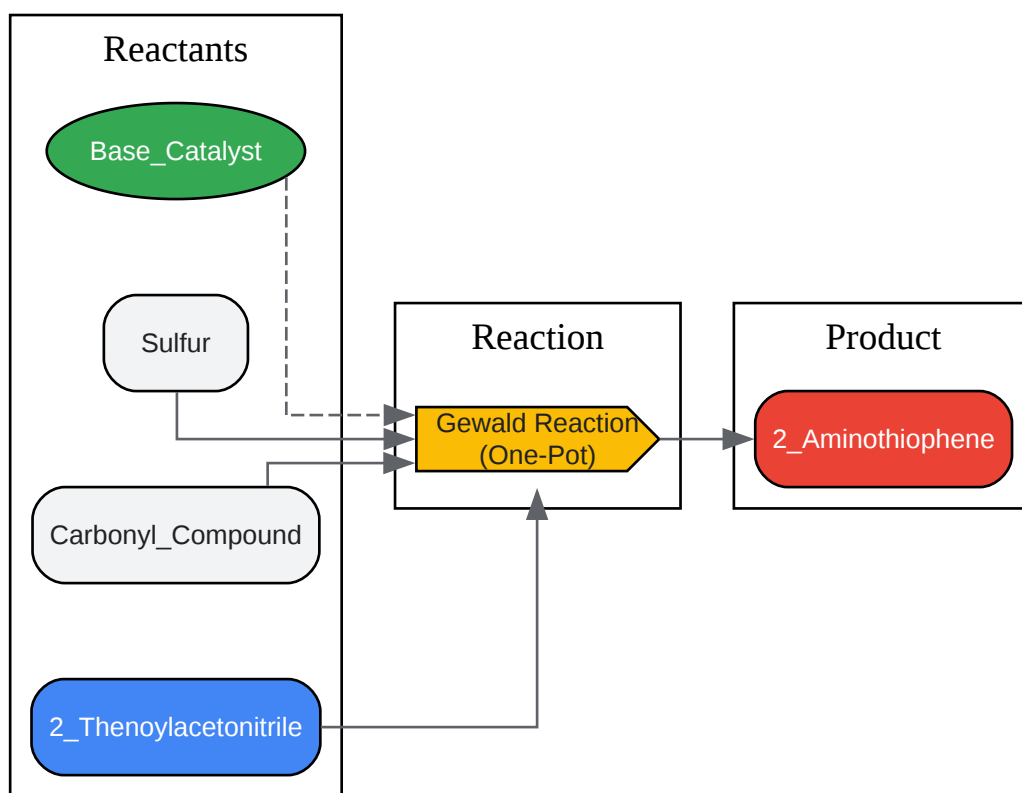 Reactants
Base_Catalyst
Sulfur
Carbonyl_Compound
2_Thenoylacetonitrile
Reaction
Gewald Reaction
(One-Pot)
Product
2_Aminothiophene